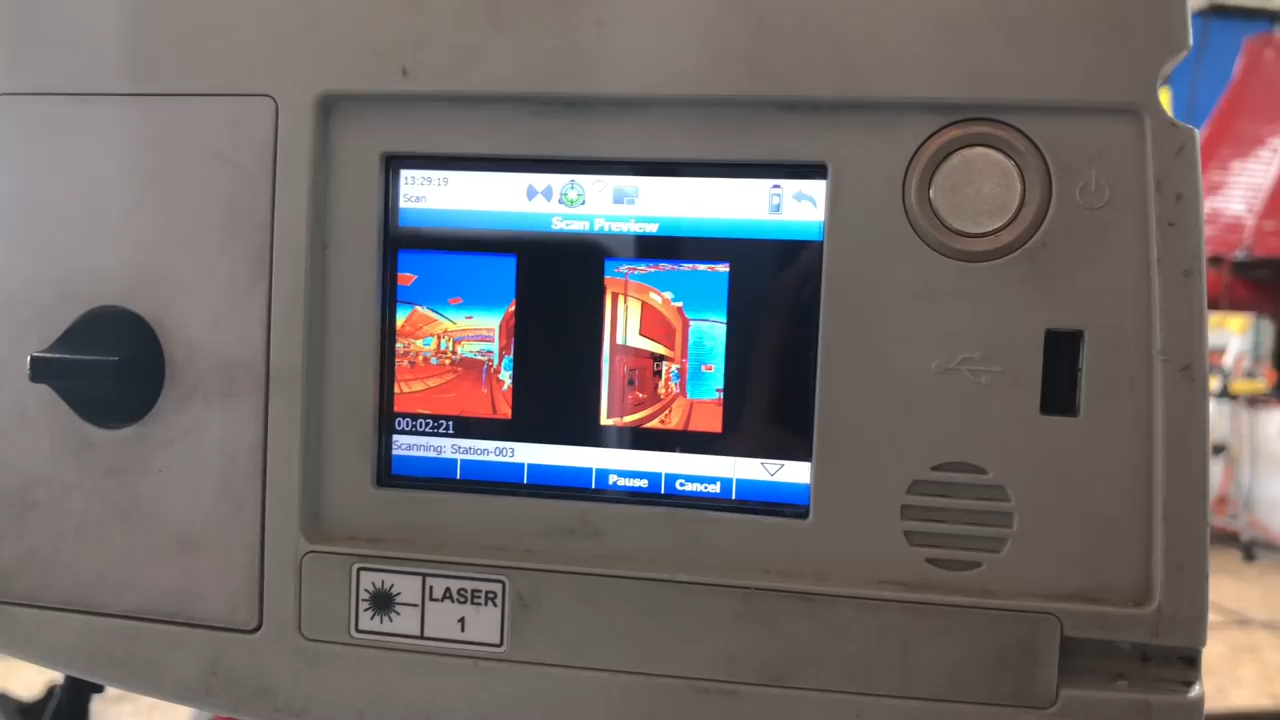 13:29:19
Scan
Scan Preview
00:02:21
Scanning: Station-003
Pause
Cancel
LASER
1